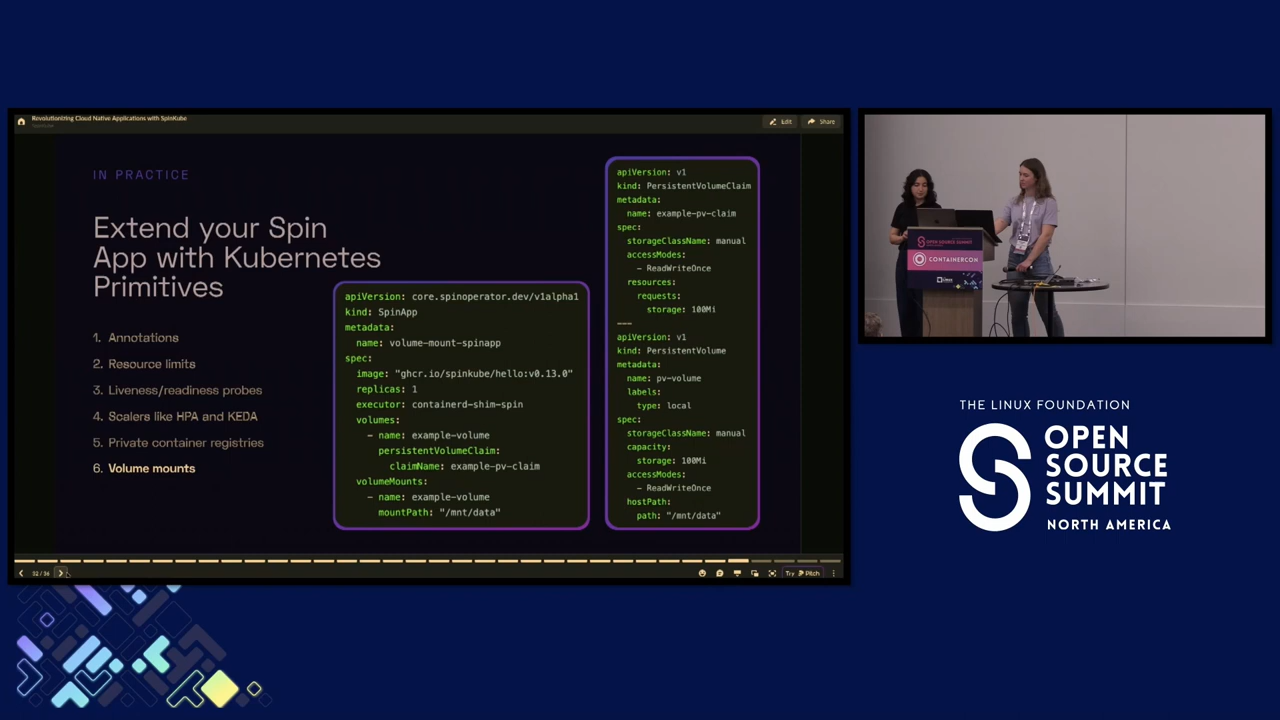 Revolutionizing Cloud Native Applications with SpinKube
Edit
Share
IN PRACTICE
Extend your Spin
App with Kubernetes
Primitives
1. Annotations
2. Resource limits
3. Liveness/readiness probes
4. Scalers like HPA and KEDA
5. Private container registries
6. Volume mounts
apiVersion: core.spinoperator.dev/v1alpha1
kind: SpinApp
metadata:
  name: volume-mount-spinapp
spec:
  image: "ghcr.io/spinkube/hello:v0.13.0"
  replicas: 1
  executor: containerd-shim-spin
  volumes:
    - name: example-volume
      persistentVolumeClaim:
        claimName: example-pv-claim
  volumeMounts:
    - name: example-volume
      mountPath: "/mnt/data"
apiVersion: v1
kind: PersistentVolumeClaim
metadata:
  name: example-pv-claim
spec:
  storageClassName: manual
  accessModes:
    - ReadWriteOnce
  resources:
    requests:
      storage: 100Mi
---
apiVersion: v1
kind: PersistentVolume
metadata:
  name: pv-volume
  labels:
    type: local
spec:
  storageClassName: manual
  capacity:
    storage: 100Mi
  accessModes:
    - ReadWriteOnce
  hostPath:
    path: "/mnt/data"
32 / 36
Try Pitch
OPEN SOURCE SUMMIT
CONTAINERCON
THE LINUX FOUNDATION
OPEN
SOURCE
SUMMIT
NORTH AMERICA